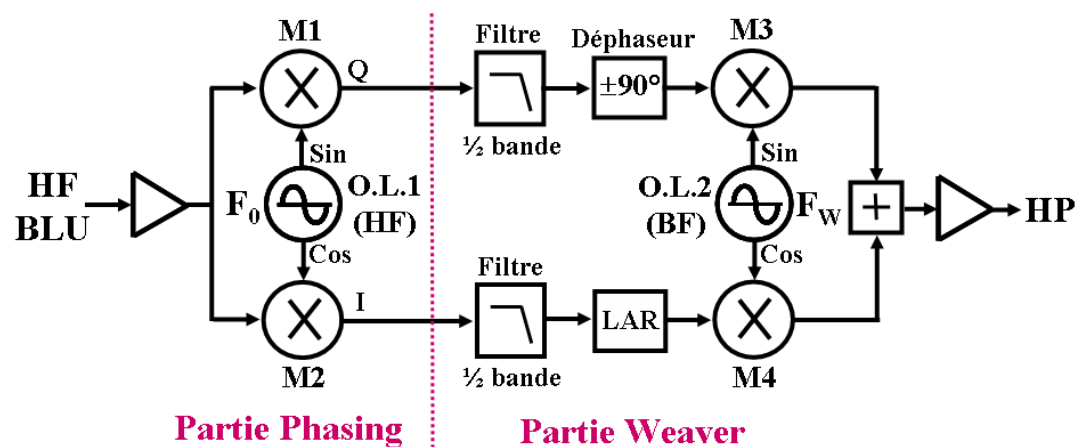 M1
Q
Filtre
½ bande
Déphaseur
±90°
M3
Sin
HF
BLU
F₀
O.L.1
(HF)
Cos
Sin
O.L.2
(BF)
F_W
Cos
+
HP
I
M2
Filtre
½ bande
LAR
M4
Partie Phasing
Partie Weaver